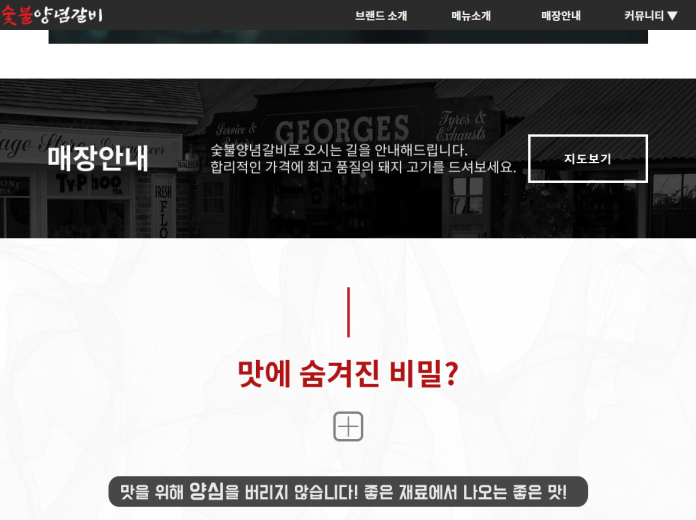 숯불양념갈비
브랜드 소개
메뉴소개
매장안내
커뮤니티 ▼
Service &
GEORGES
Tyres &
Exhausts
매장안내
숯불양념갈비로 오시는 길을 안내해드립니다.
합리적인 가격에 최고 품질의 돼지 고기를 드셔보세요.
지도보기
FRESH
맛에 숨겨진 비밀?
맛을 위해 양심을 버리지 않습니다! 좋은 재료에서 나오는 좋은 맛!